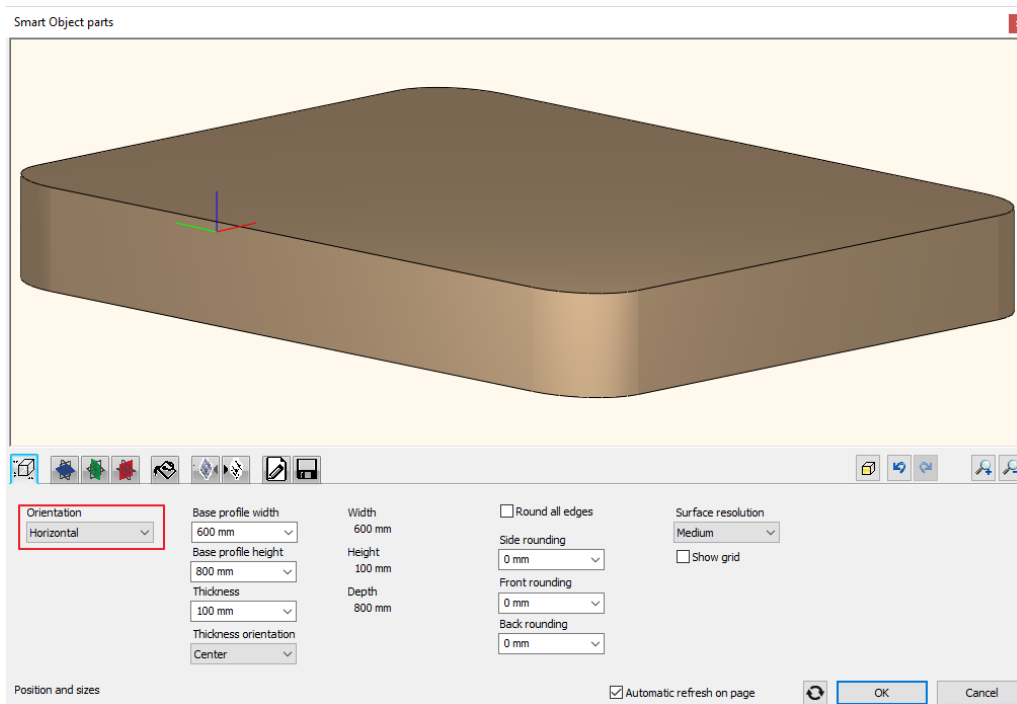 Smart Object parts
Orientation
Horizontal
Base profile width
600 mm
Base profile height
800 mm
Thickness
100 mm
Thickness orientation
Center
Width
600 mm
Height
100 mm
Depth
800 mm
Round all edges
Side rounding
0 mm
Front rounding
0 mm
Back rounding
0 mm
Surface resolution
Medium
Show grid
Position and sizes
Automatic refresh on page
OK
Cancel